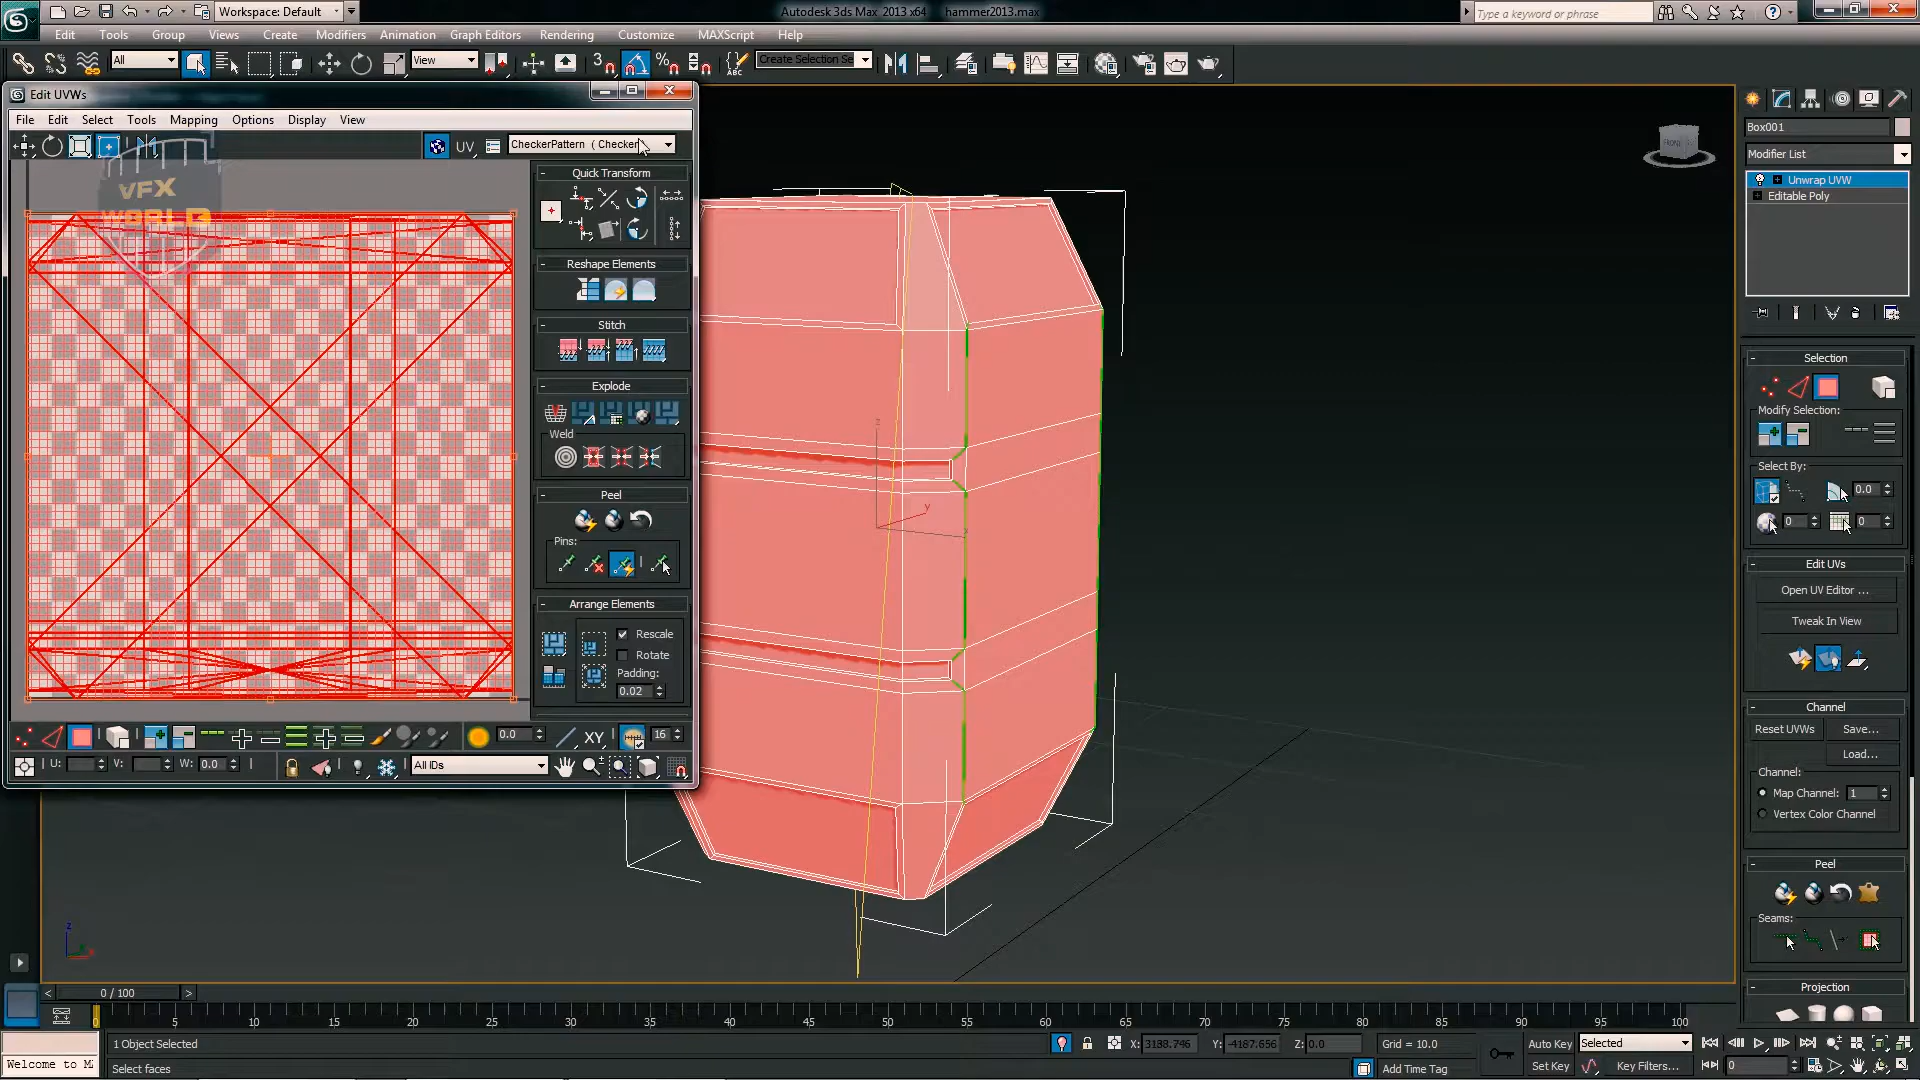 Workspace: Default
Autodesk 3ds Max 2013 x64 hammer2013.max
Type a keyword or phrase
Edit Tools Group Views Create Modifiers Animation Graph Editors Rendering Customize MAXScript Help
All
View
3
Create Selection Se
Edit UVWs
File Edit Select Tools Mapping Options Display View
UV
CheckerPattern ( Checker
VFX
WORLD
Quick Transform
Reshape Elements
Stitch
Explode
Weld
Peel
Pins:
Arrange Elements
Rescale
Rotate
Padding:
0.02
0.0
XY
16
U: V: W: 0.0
All IDs
FRONT
y
z
Box001
Modifier List
Unwrap UVW
Editable Poly
Selection
Modify Selection:
Select By:
0.0
0 0
Edit UVs
Open UV Editor ...
Tweak In View
Channel
Reset UVWs Save...
Load...
Channel:
Map Channel: 1
Vertex Color Channel
Peel
Seams:
Projection
0 / 100
5 10 15 20 25 30 35 40 45 50 55 60 65 70 75 80 85 90 95 100
1 Object Selected
X: 3138.746 Y: -4187.656 Z: 0.0
Grid = 10.0
Auto Key Selected
Welcome to M
Select faces
Add Time Tag
Set Key Key Filters...
0